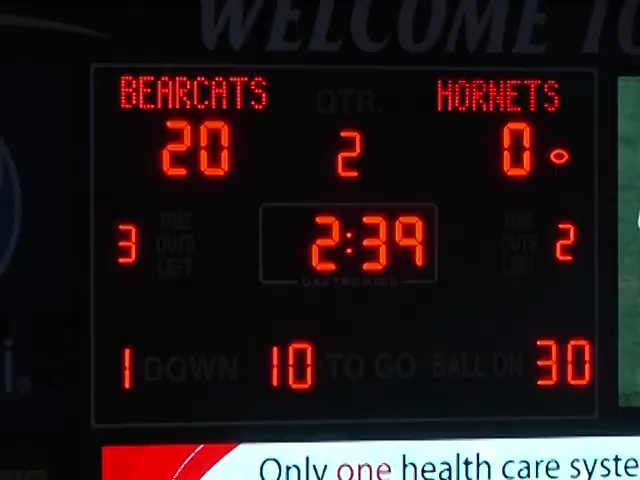 WELCOME TO
BEARCATS QTR. HORNETS
20 2 0
3 TIME OUTS LEFT 2:39 TIME OUTS LEFT 2
DAKTRONICS
1 DOWN 10 TO GO BALL ON 30
Only one health care syste